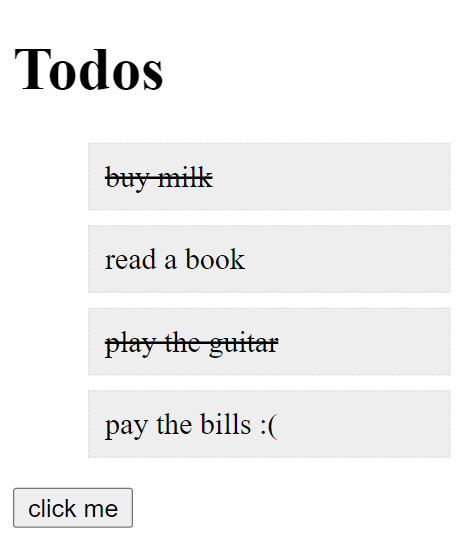 Todos
buy milk
read a book
play the guitar
pay the bills :(
click me